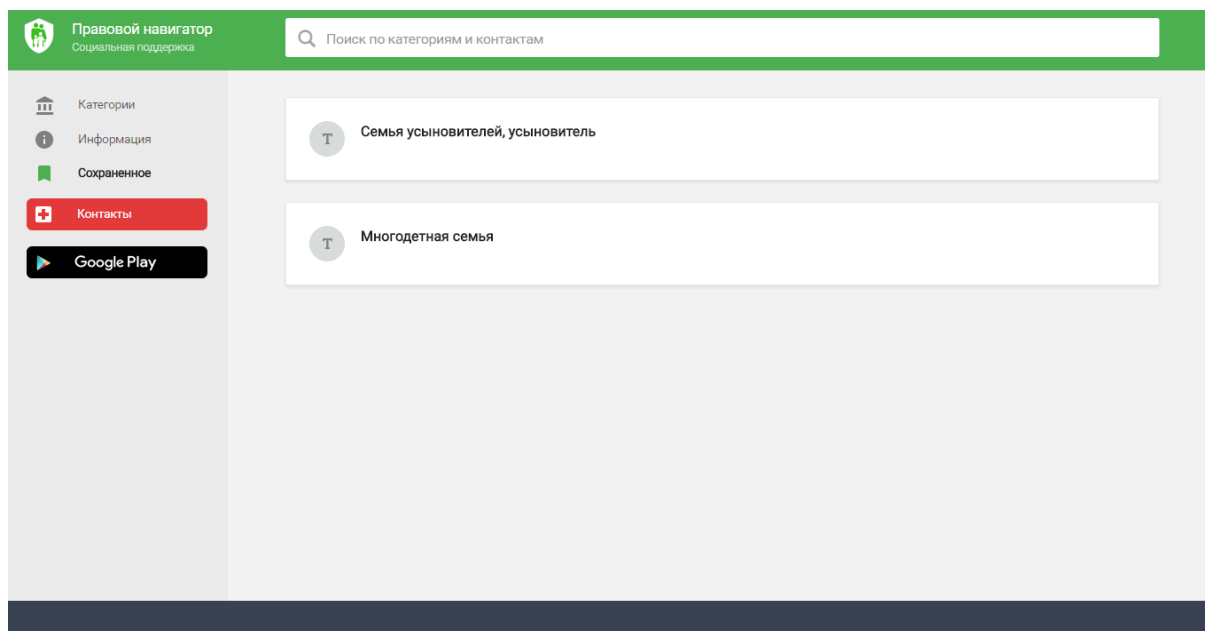 Правовой навигатор
Социальная поддержка
Поиск по категориям и контактам
Категории
Информация
Сохраненное
Контакты
Google Play
T
Семья усыновителей, усыновитель
T
Многодетная семья